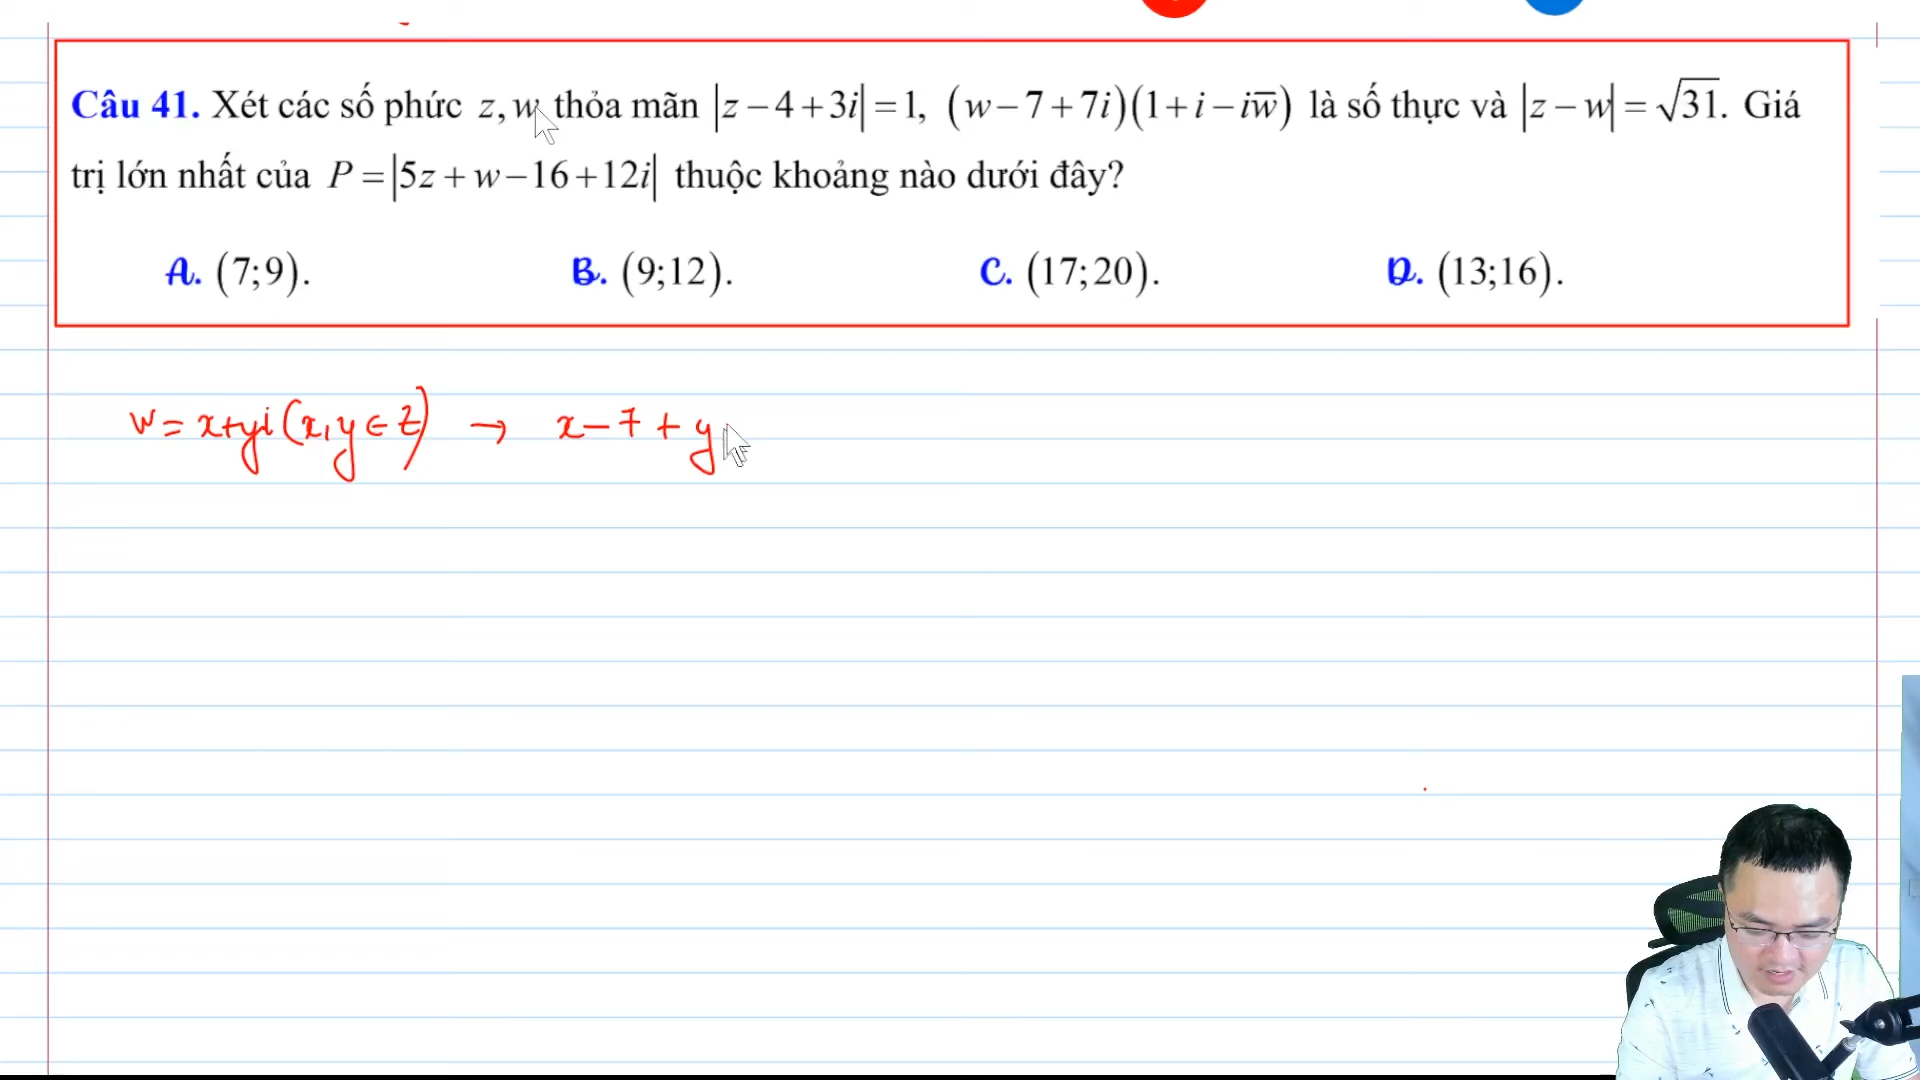 Câu 41. Xét các số phức z, w thỏa mãn |z − 4 + 3i| = 1, (w − 7 + 7i)(1 + i − iw̅) là số thực và |z − w| = √31. Giá
trị lớn nhất của P = |5z + w − 16 + 12i| thuộc khoảng nào dưới đây?
A. (7;9). B. (9;12). C. (17;20). D. (13;16).
w = x+yi (x, y ∈ Z) → x − 7 + y